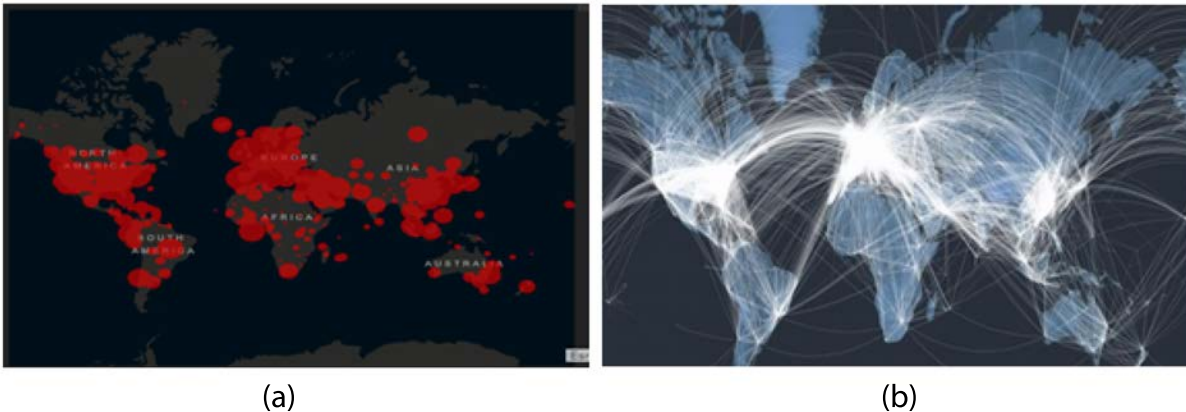 NORTH
AMERICA
EUROPE
ASIA
AFRICA
SOUTH
AMERICA
AUSTRALIA
(a)
(b)